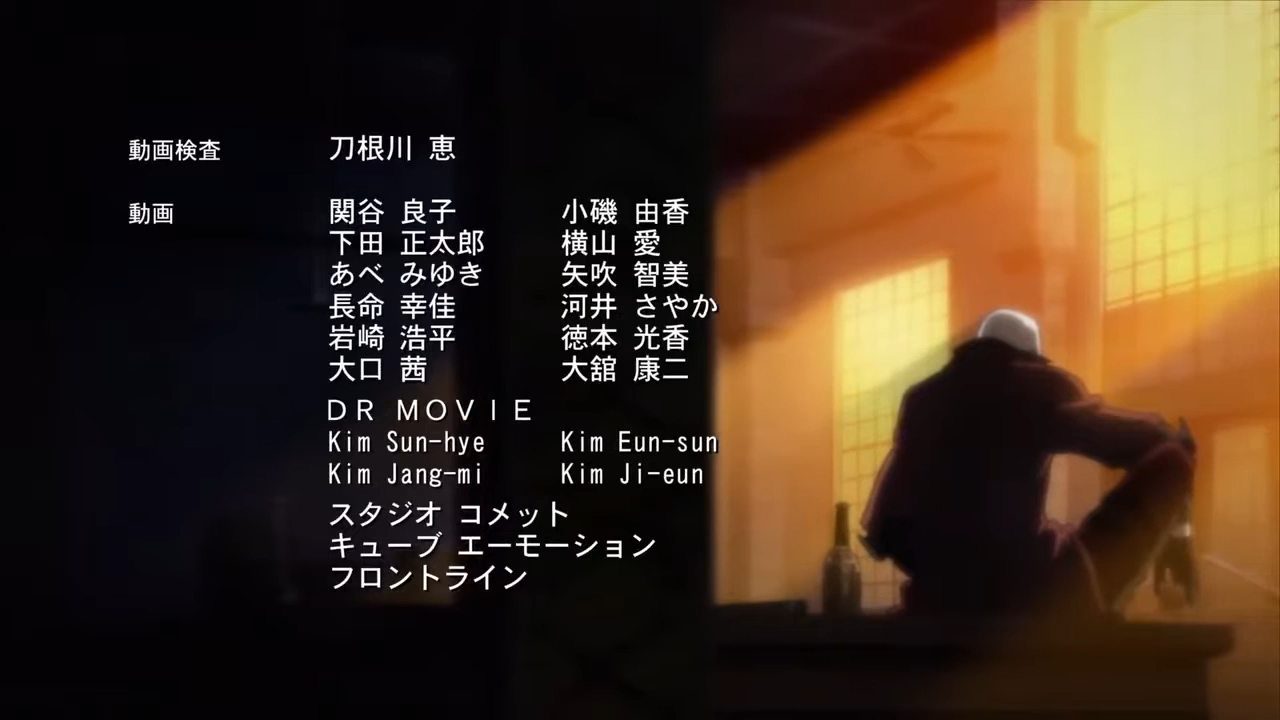 動画検査 刀根川 恵
動画 関谷 良子 小磯 由香
下田 正太郎 横山 愛
あべ みゆき 矢吹 智美
長命 幸佳 河井 さやか
岩崎 浩平 徳本 光香
大口 茜 大舘 康二
ＤＲ ＭＯＶＩＥ
Kim Sun-hye Kim Eun-sun
Kim Jang-mi Kim Ji-eun
スタジオ コメット
キューブ エーモーション
フロントライン